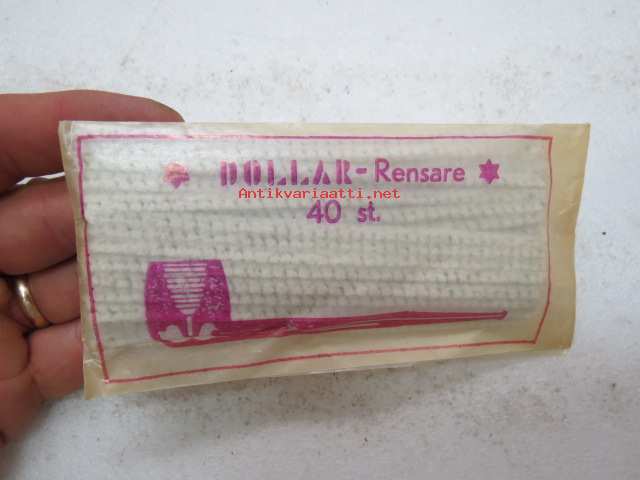 DOLLAR-Rensare
Antikvariaatti.net
40 st.